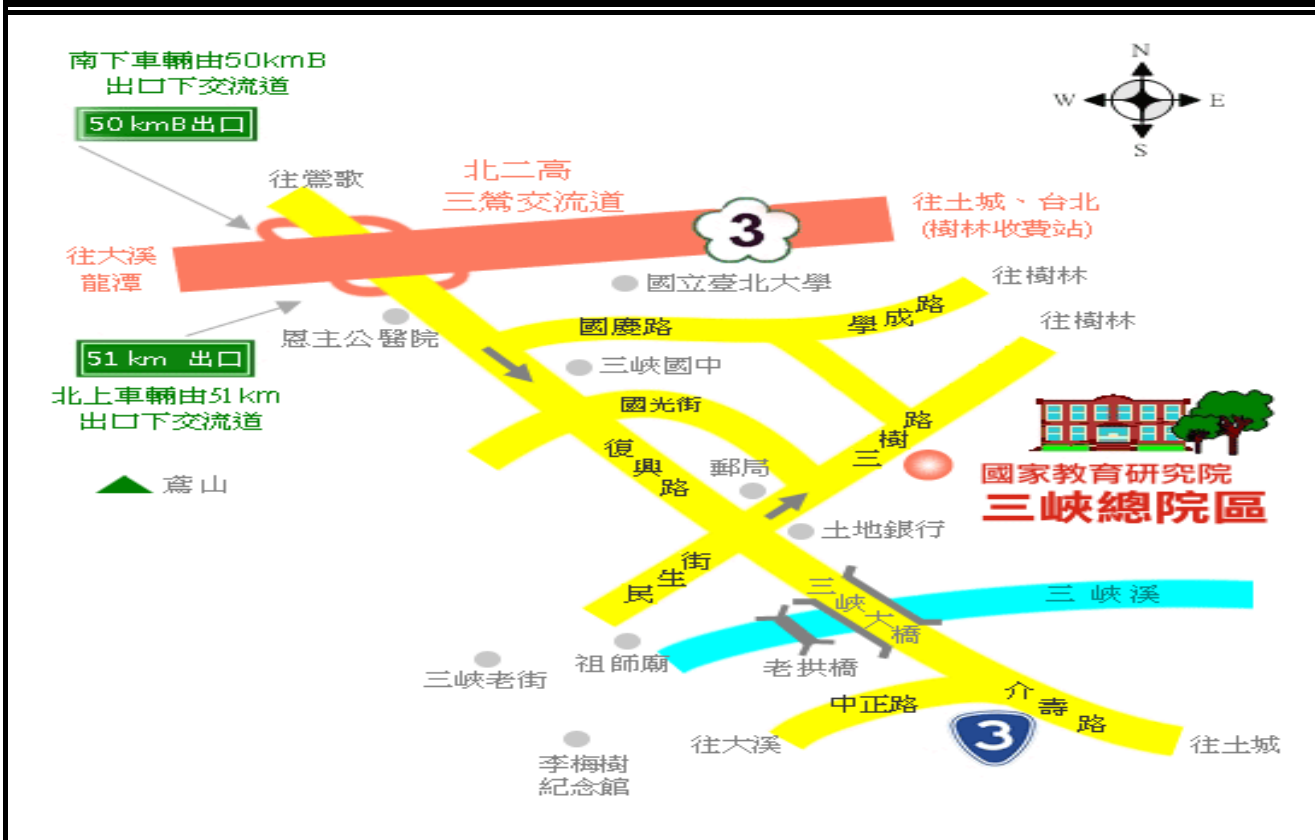 南下車輛由50kmB
出口下交流道
50 kmB出口
N
W
E
S
往鶯歌
北二高
三鶯交流道
3
往土城、台北
(樹林收費站)
往大溪
龍潭
國立臺北大學
往樹林
往樹林
恩主公醫院
國慶路
學成路
51 km 出口
三峽國中
北上車輛由51km
出口下交流道
國光街
復興路
郵局
三樹路
國家教育研究院
三峽總院區
鳶山
土地銀行
民生街
三峽大橋
三峽溪
祖師廟
老拱橋
三峽老街
中正路
介壽路
3
往大溪
往土城
李梅樹
紀念館